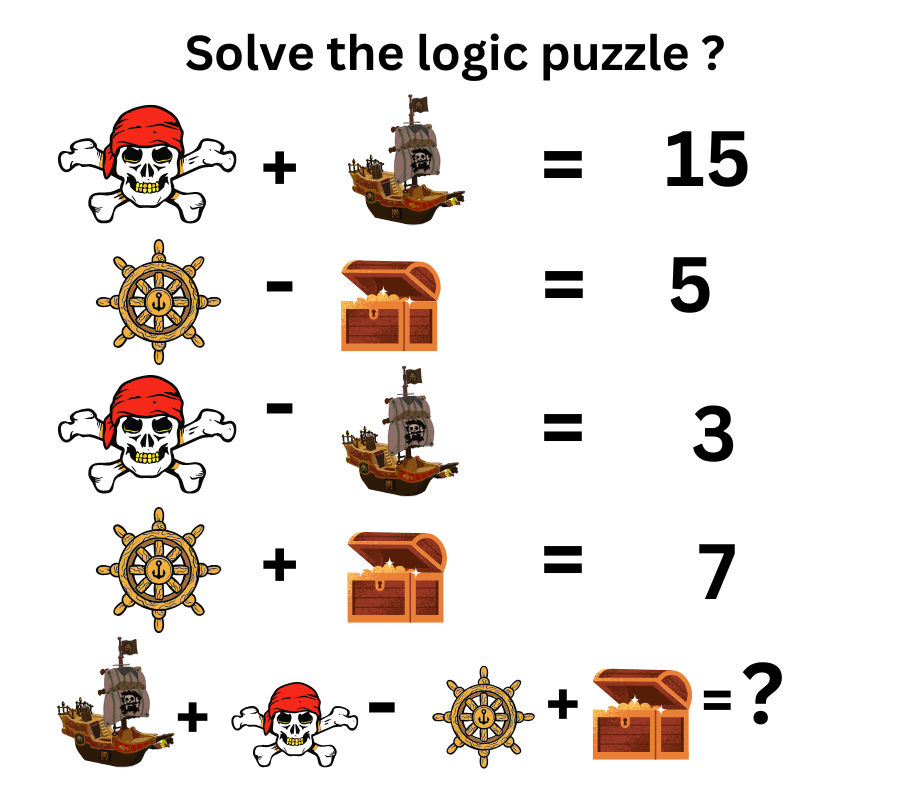 Solve the logic puzzle ?
+ = 15
- = 5
- = 3
+ = 7
+ - + = ?